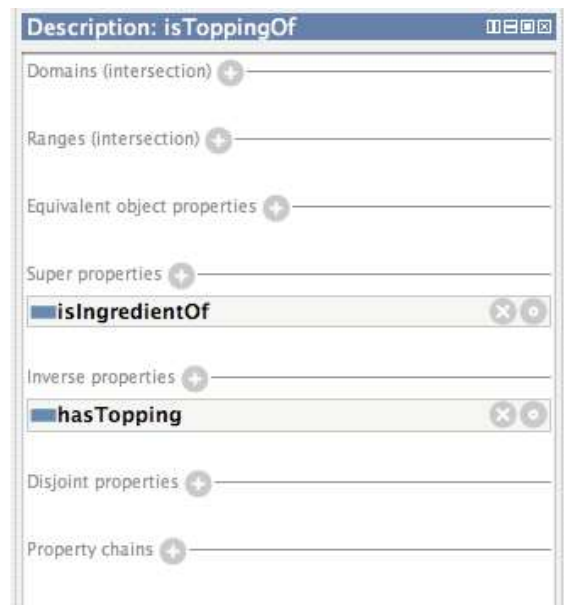 Description: isToppingOf
Domains (intersection)
Ranges (intersection)
Equivalent object properties
Super properties
isIngredientOf
Inverse properties
hasTopping
Disjoint properties
Property chains